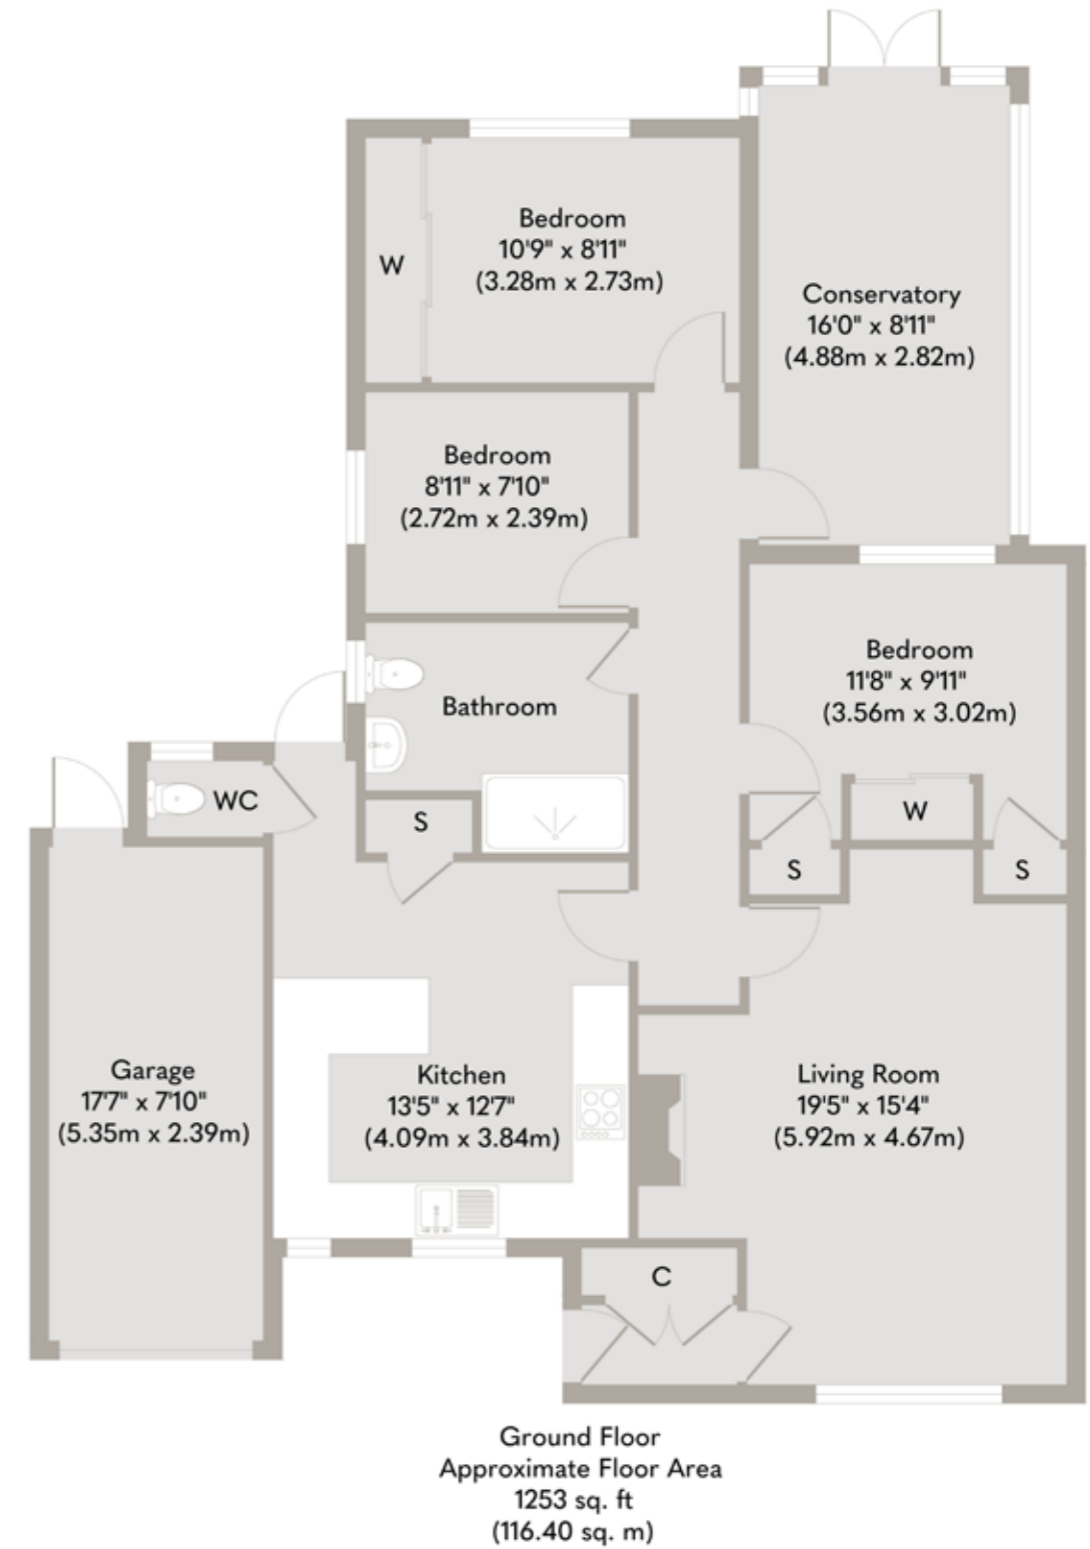 Bedroom
10'9" x 8'11"
(3.28m x 2.73m)
W
Conservatory
16'0" x 8'11"
(4.88m x 2.82m)
Bedroom
8'11" x 7'10"
(2.72m x 2.39m)
Bedroom
11'8" x 9'11"
(3.56m x 3.02m)
Bathroom
WC
S
W
S
S
Garage
17'7" x 7'10"
(5.35m x 2.39m)
Kitchen
13'5" x 12'7"
(4.09m x 3.84m)
Living Room
19'5" x 15'4"
(5.92m x 4.67m)
C
Ground Floor
Approximate Floor Area
1253 sq. ft
(116.40 sq. m)